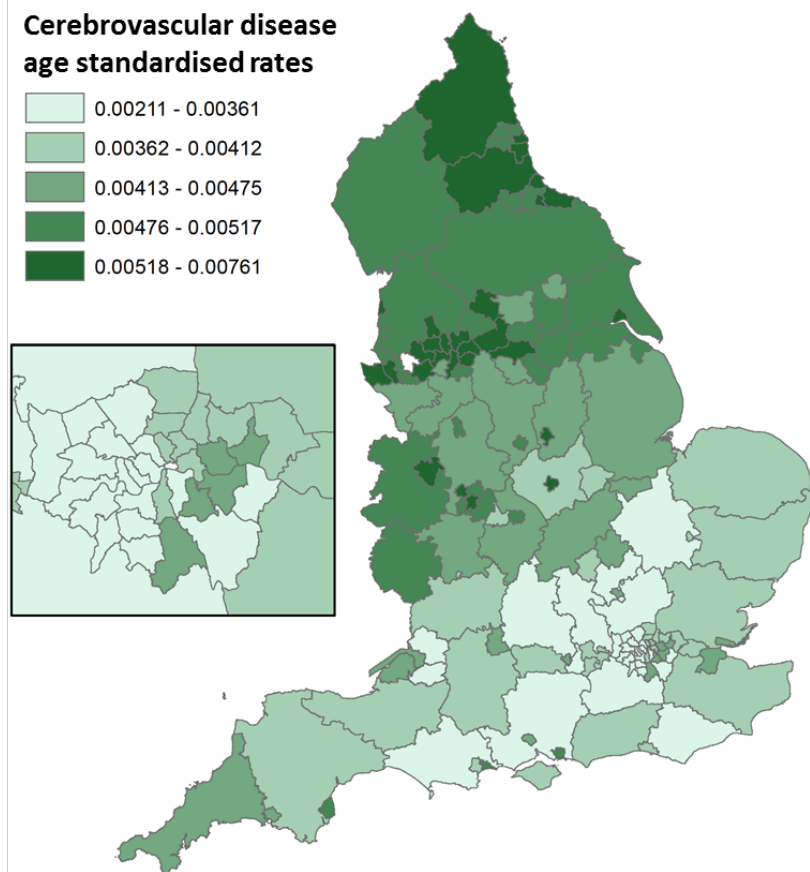 Cerebrovascular disease
age standardised rates
0.00211 - 0.00361
0.00362 - 0.00412
0.00413 - 0.00475
0.00476 - 0.00517
0.00518 - 0.00761